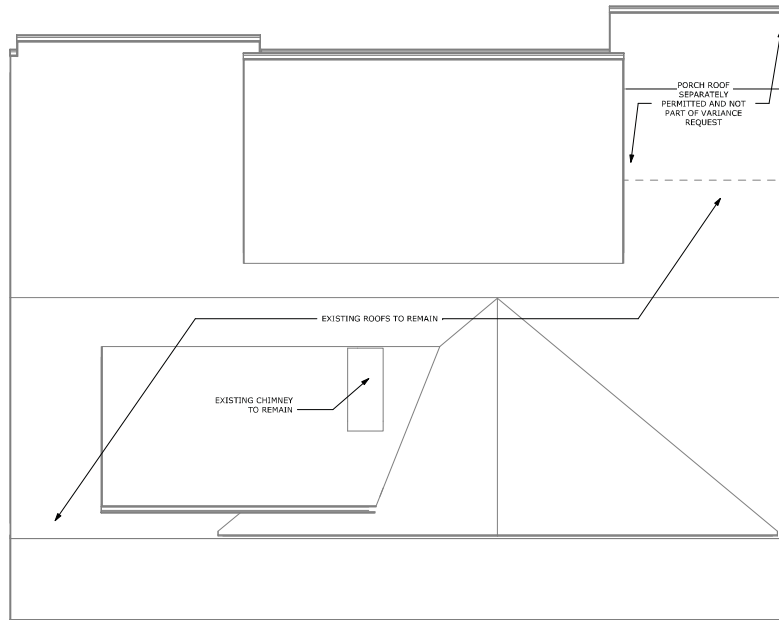 PORCH ROOF
SEPARATELY
PERMITTED AND NOT
PART OF VARIANCE
REQUEST
EXISTING ROOFS TO REMAIN
EXISTING CHIMNEY
TO REMAIN